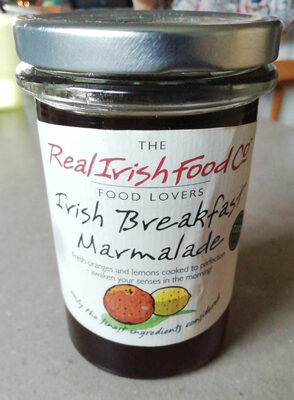 THE
Real Irish Food Co
FOOD LOVERS
Irish Breakfast
Marmalade
Fresh oranges and lemons cooked to perfection
- awaken your senses in the morning!
only the finest ingredients considered